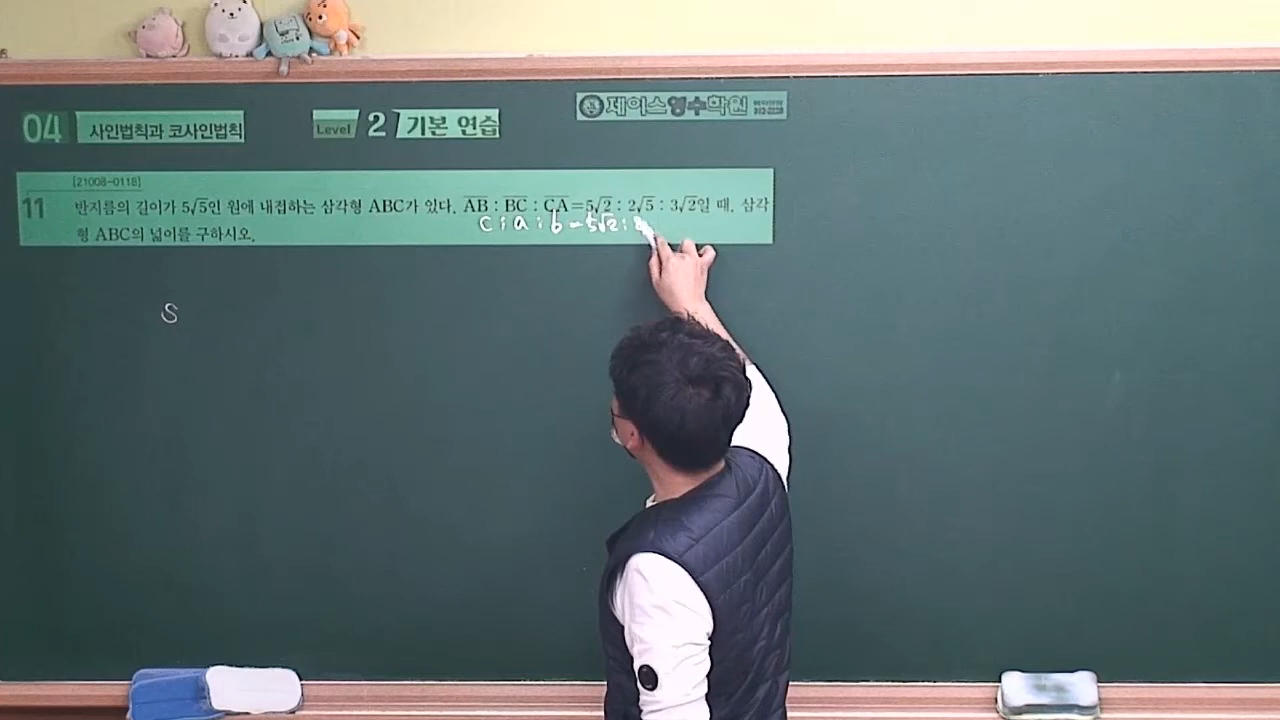 04 사인법칙과 코사인법칙 Level 2 기본 연습 제이스영수학원
[21008-0118]
11 반지름의 길이가 5√5인 원에 내접하는 삼각형 ABC가 있다. AB : BC : CA=5√2 : 2√5 : 3√2일 때, 삼각
c : a : b = 5√2 :
형 ABC의 넓이를 구하시오.
S